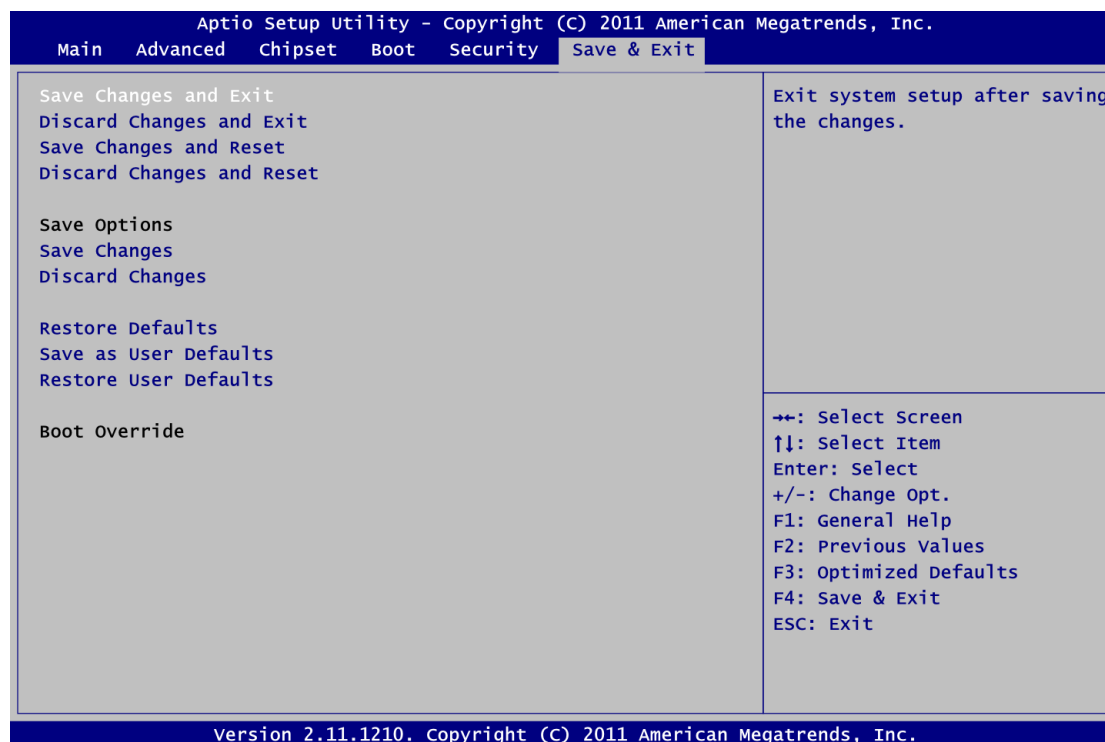 Aptio Setup Utility - Copyright (C) 2011 American Megatrends, Inc.
Main Advanced Chipset Boot Security Save & Exit
Save Changes and Exit
Discard Changes and Exit
Save Changes and Reset
Discard Changes and Reset
Save Options
Save Changes
Discard Changes
Restore Defaults
Save as User Defaults
Restore User Defaults
Boot Override
Exit system setup after saving
the changes.
→←: Select Screen
↑↓: Select Item
Enter: Select
+/-: Change Opt.
F1: General Help
F2: Previous Values
F3: Optimized Defaults
F4: Save & Exit
ESC: Exit
Version 2.11.1210. Copyright (C) 2011 American Megatrends, Inc.